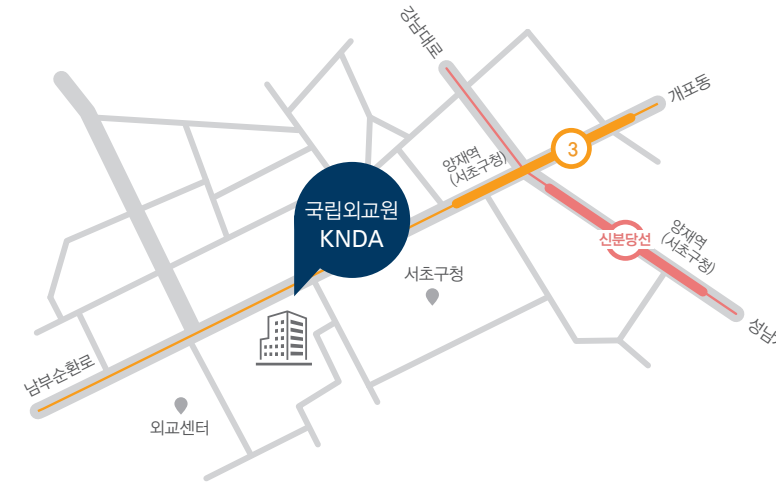 강남대로
개포동
3
양재역
(서초구청)
국립외교원
KNDA
신분당선
양재역
(서초구청)
서초구청
성남
남부순환로
외교센터